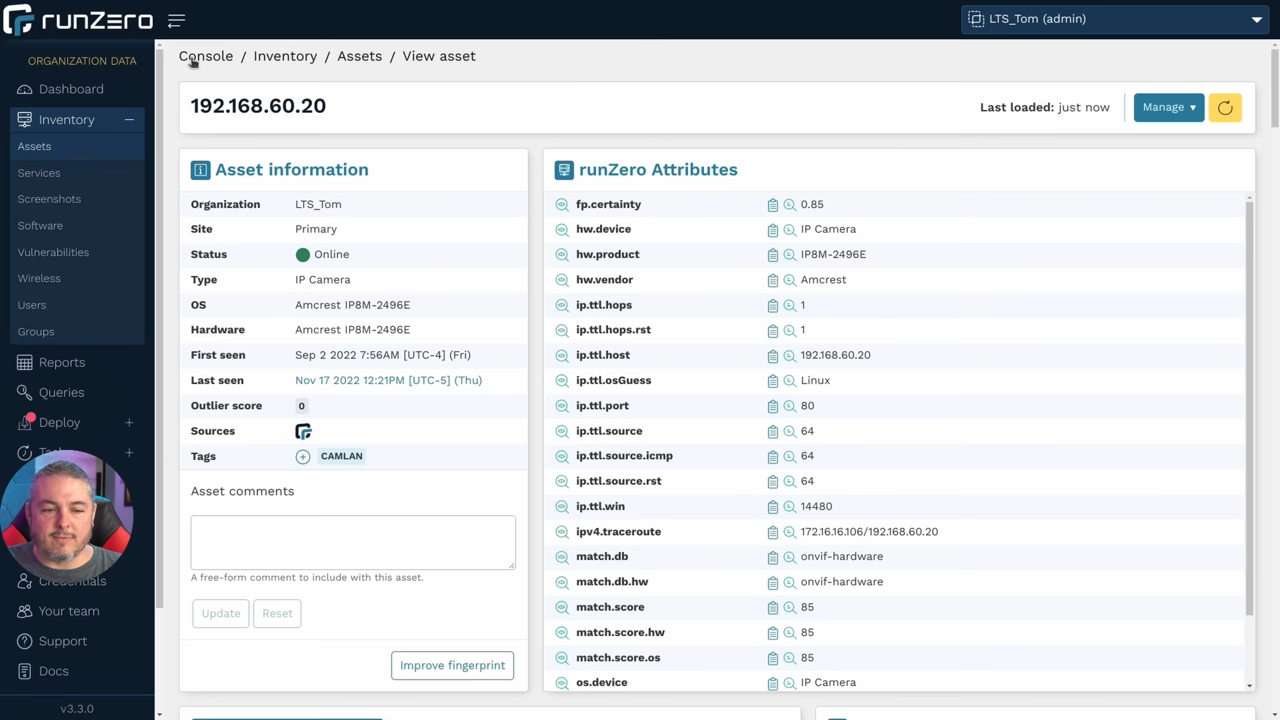 runZero
LTS_Tom (admin)
ORGANIZATION DATA
Dashboard
Inventory
Assets
Services
Screenshots
Software
Vulnerabilities
Wireless
Users
Groups
Reports
Queries
Deploy
Credentials
Your team
Support
Docs
v3.3.0
Console / Inventory / Assets / View asset
192.168.60.20
Last loaded: just now
Manage
Asset information
Organization LTS_Tom
Site Primary
Status Online
Type IP Camera
OS Amcrest IP8M-2496E
Hardware Amcrest IP8M-2496E
First seen Sep 2 2022 7:56AM [UTC-4] (Fri)
Last seen Nov 17 2022 12:21PM [UTC-5] (Thu)
Outlier score 0
Sources
Tags CAMLAN
Asset comments
A free-form comment to include with this asset.
Update Reset
Improve fingerprint
runZero Attributes
fp.certainty 0.85
hw.device IP Camera
hw.product IP8M-2496E
hw.vendor Amcrest
ip.ttl.hops 1
ip.ttl.hops.rst 1
ip.ttl.host 192.168.60.20
ip.ttl.osGuess Linux
ip.ttl.port 80
ip.ttl.source 64
ip.ttl.source.icmp 64
ip.ttl.source.rst 64
ip.ttl.win 14480
ipv4.traceroute 172.16.16.106/192.168.60.20
match.db onvif-hardware
match.db.hw onvif-hardware
match.score 85
match.score.hw 85
match.score.os 85
os.device IP Camera